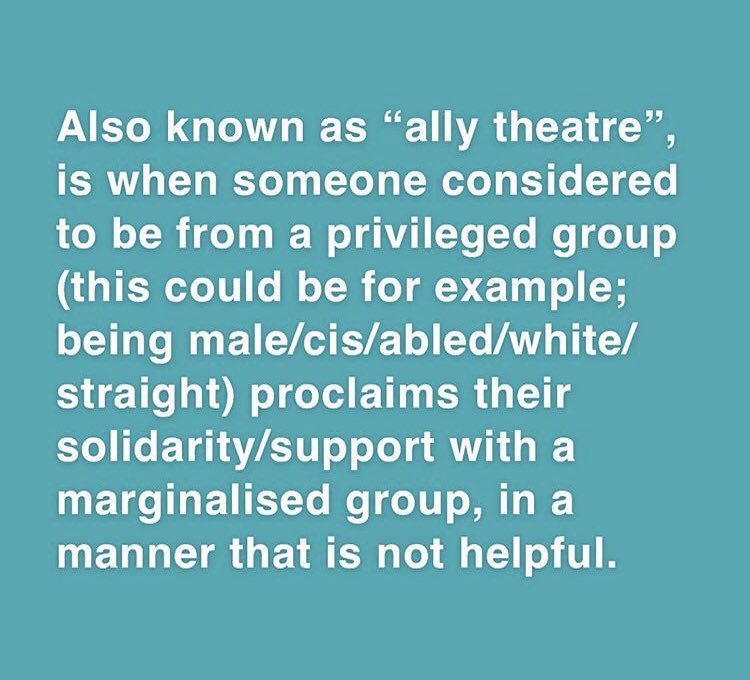 Also known as “ally theatre”,
is when someone considered
to be from a privileged group
(this could be for example;
being male/cis/abled/white/
straight) proclaims their
solidarity/support with a
marginalised group, in a
manner that is not helpful.